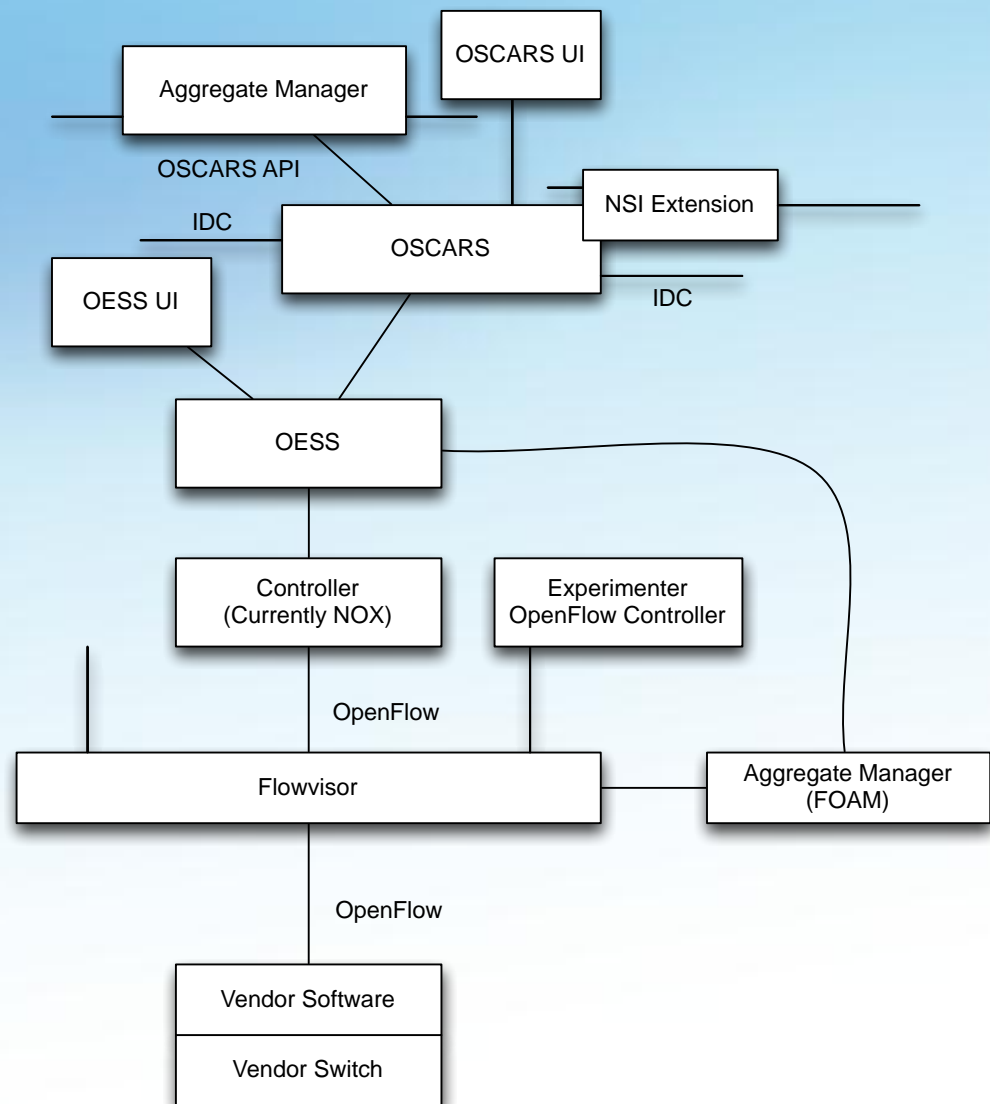 OSCARS UI
Aggregate Manager
OSCARS API
NSI Extension
IDC
OSCARS
IDC
OESS UI
OESS
Controller
(Currently NOX)
Experimenter
OpenFlow Controller
OpenFlow
Flowvisor
Aggregate Manager
(FOAM)
OpenFlow
Vendor Software
Vendor Switch